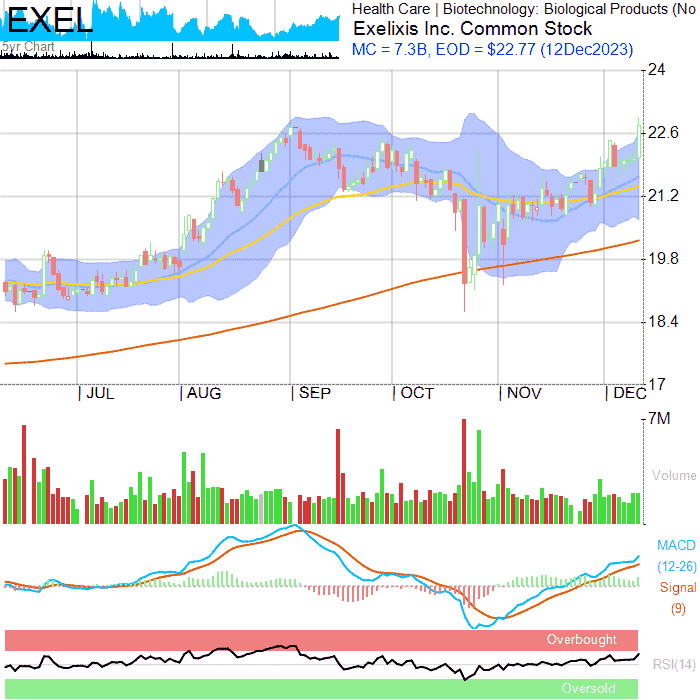 EXEL
5yr Chart
Health Care | Biotechnology: Biological Products (No
Exelixis Inc. Common Stock
MC = 7.3B, EOD = $22.77 (12Dec2023)
24
22.6
21.2
19.8
18.4
17
JUL
AUG
SEP
OCT
NOV
DEC
7M
Volume
MACD
(12-26)
Signal
(9)
Overbought
RSI(14)
Oversold